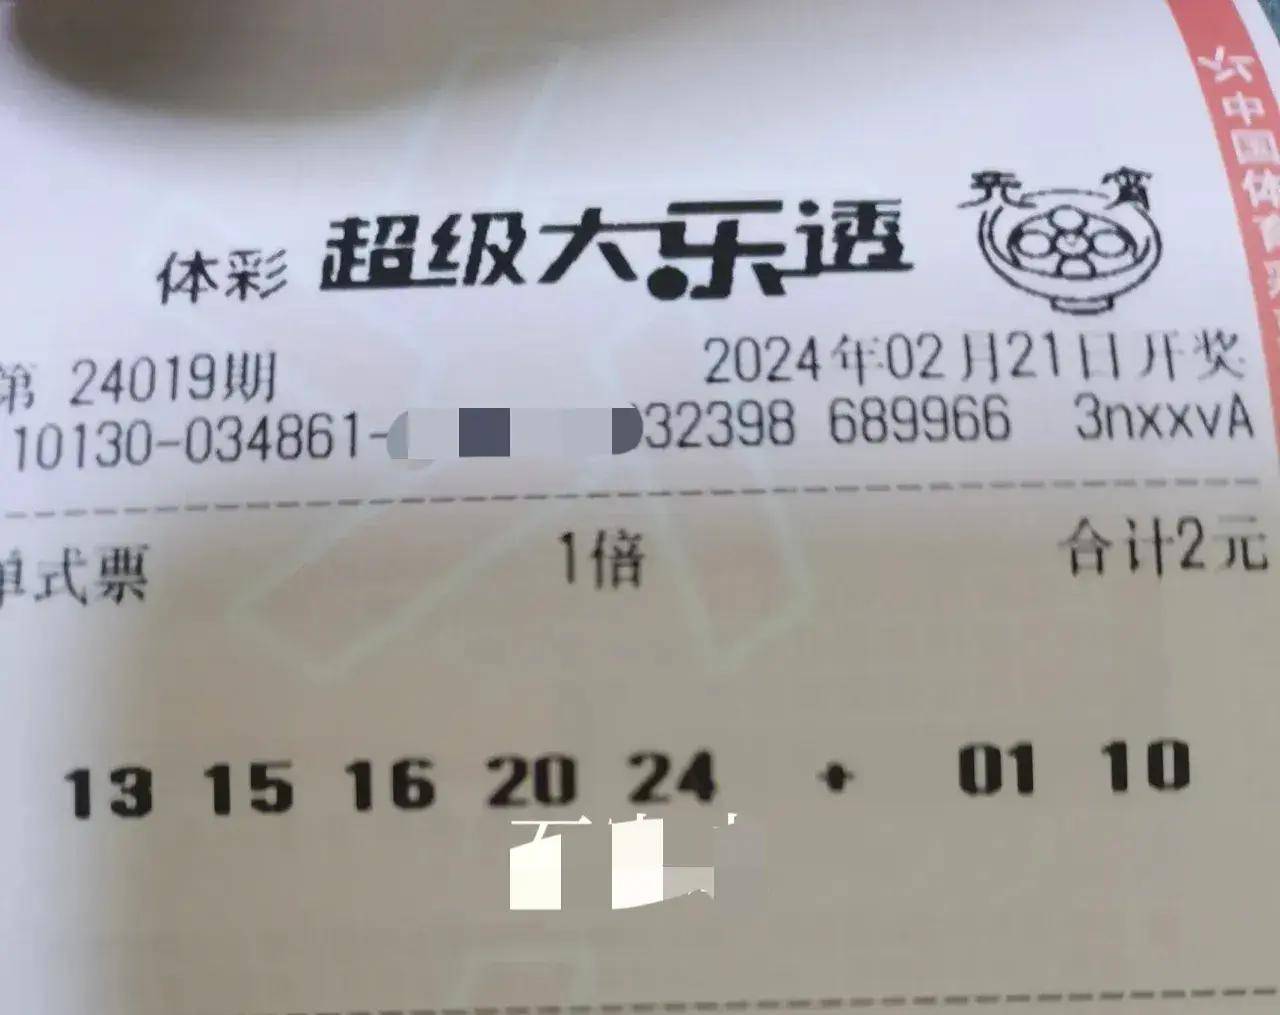 中国体育彩
元宵
体彩 超级大乐透
第 24019期 2024年02月21日开奖
10130-034861- 32398 689966 3nxxvA
单式票 1倍 合计2元
13 15 16 20 24 + 01 10